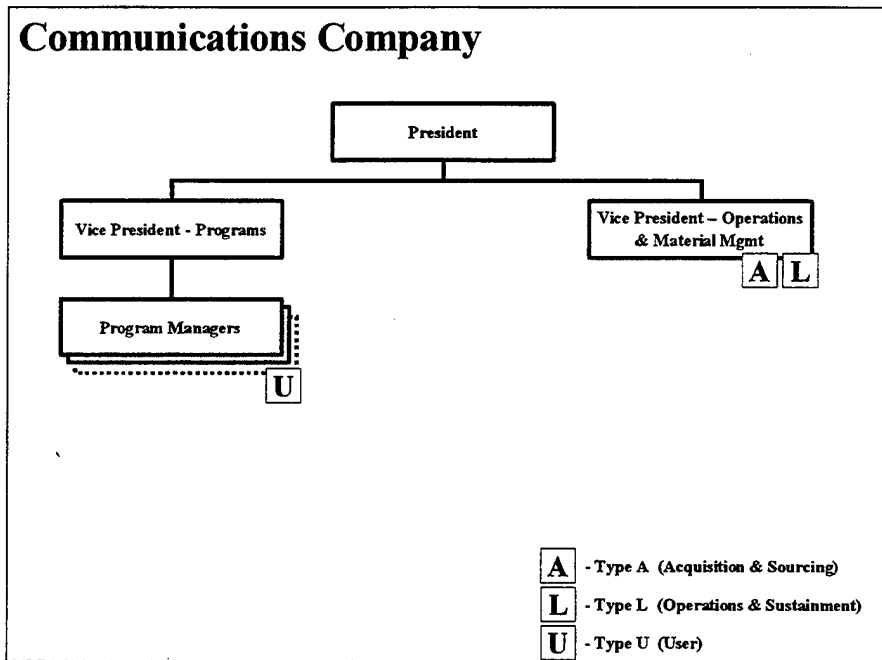 Communications Company
President
Vice President - Programs
Vice President – Operations
& Material Mgmt
A L
Program Managers
U
A - Type A (Acquisition & Sourcing)
L - Type L (Operations & Sustainment)
U - Type U (User)